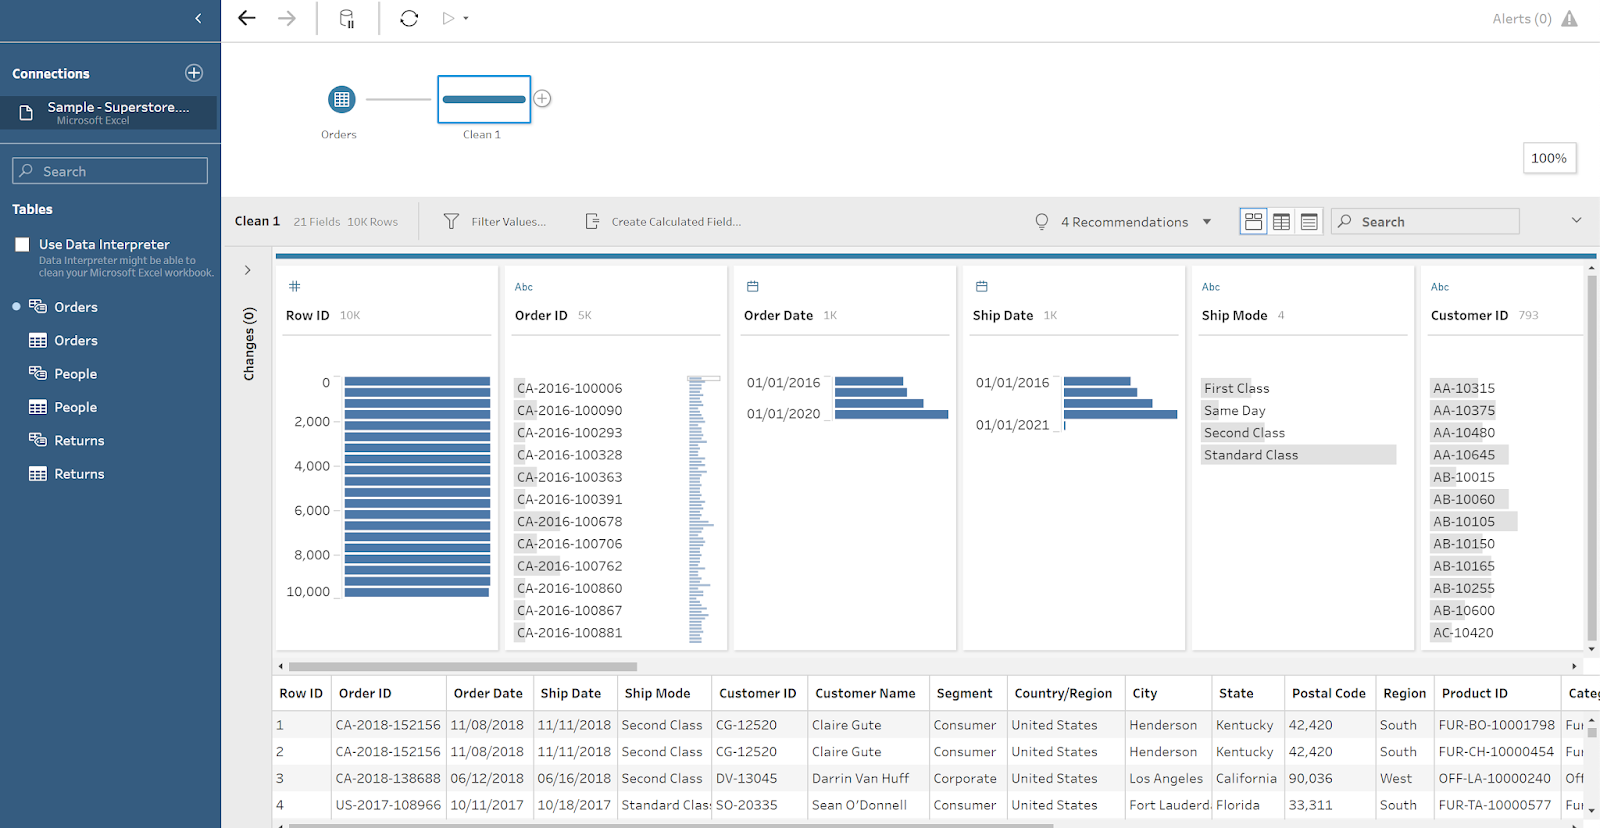 Alerts (0)
Connections
Sample - Superstore....
Microsoft Excel
Orders
Clean 1
100%
Search
Clean 1 21 Fields 10K Rows Filter Values... Create Calculated Field... 4 Recommendations Search
Tables
Use Data Interpreter
Data Interpreter might be able to
clean your Microsoft Excel workbook.
Orders
Orders
People
People
Returns
Returns
Changes (0)
#
Row ID 10K
0
2,000
4,000
6,000
8,000
10,000
Abc
Order ID 5K
CA-2016-100006
CA-2016-100090
CA-2016-100293
CA-2016-100328
CA-2016-100363
CA-2016-100391
CA-2016-100678
CA-2016-100706
CA-2016-100762
CA-2016-100860
CA-2016-100867
CA-2016-100881
Order Date 1K
01/01/2016
01/01/2020
Ship Date 1K
01/01/2016
01/01/2021
Abc
Ship Mode 4
First Class
Same Day
Second Class
Standard Class
Abc
Customer ID 793
AA-10315
AA-10375
AA-10480
AA-10645
AB-10015
AB-10060
AB-10105
AB-10150
AB-10165
AB-10255
AB-10600
AC-10420
Row ID Order ID Order Date Ship Date Ship Mode Customer ID Customer Name Segment Country/Region City State Postal Code Region Product ID Categ
1 CA-2018-152156 11/08/2018 11/11/2018 Second Class CG-12520 Claire Gute Consumer United States Henderson Kentucky 42,420 South FUR-BO-10001798 Fur
2 CA-2018-152156 11/08/2018 11/11/2018 Second Class CG-12520 Claire Gute Consumer United States Henderson Kentucky 42,420 South FUR-CH-10000454 Fur
3 CA-2018-138688 06/12/2018 06/16/2018 Second Class DV-13045 Darrin Van Huff Corporate United States Los Angeles California 90,036 West OFF-LA-10000240 Off
4 US-2017-108966 10/11/2017 10/18/2017 Standard Clas SO-20335 Sean O'Donnell Consumer United States Fort Lauderd Florida 33,311 South FUR-TA-10000577 Fur